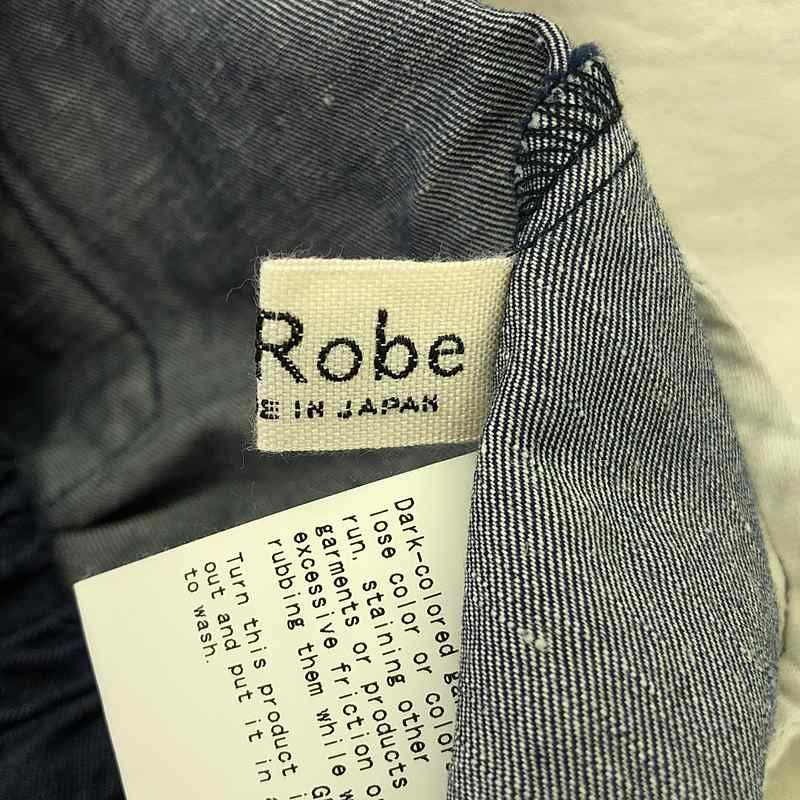 Robe
E IN JAPAN
Dark-colored
lose color or
run, staining other
garments or products
excessive friction
rubbing them while
Turn this product
out and put it in
to wash.